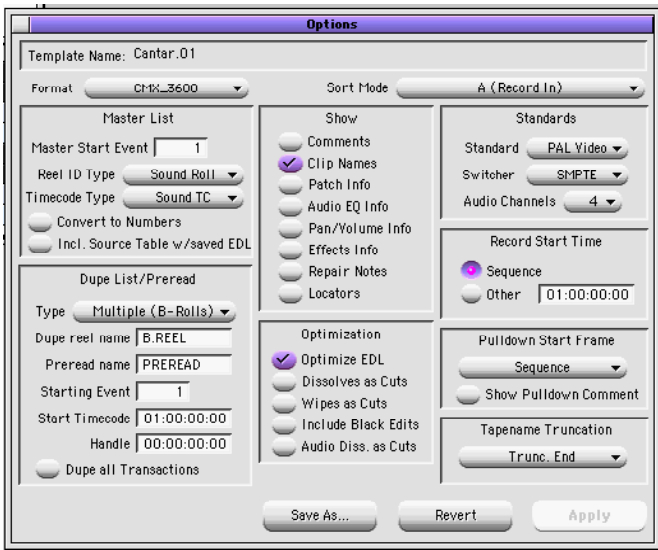 Options
Template Name: Cantar.01
Format CMX_3600
Sort Mode A (Record In)
Master List
Master Start Event 1
Reel ID Type Sound Roll
Timecode Type Sound TC
Convert to Numbers
Incl. Source Table w/saved EDL
Dupe List/Preread
Type Multiple (B-Rolls)
Dupe reel name B.REEL
Preread name PREREAD
Starting Event 1
Start Timecode 01:00:00:00
Handle 00:00:00:00
Dupe all Transactions
Show
Comments
Clip Names
Patch Info
Audio EQ Info
Pan/Volume Info
Effects Info
Repair Notes
Locators
Optimization
Optimize EDL
Dissolves as Cuts
Wipes as Cuts
Include Black Edits
Audio Diss. as Cuts
Standards
Standard PAL Video
Switcher SMPTE
Audio Channels 4
Record Start Time
Sequence
Other 01:00:00:00
Pulldown Start Frame
Sequence
Show Pulldown Comment
Tapename Truncation
Trunc. End
Save As...
Revert
Apply